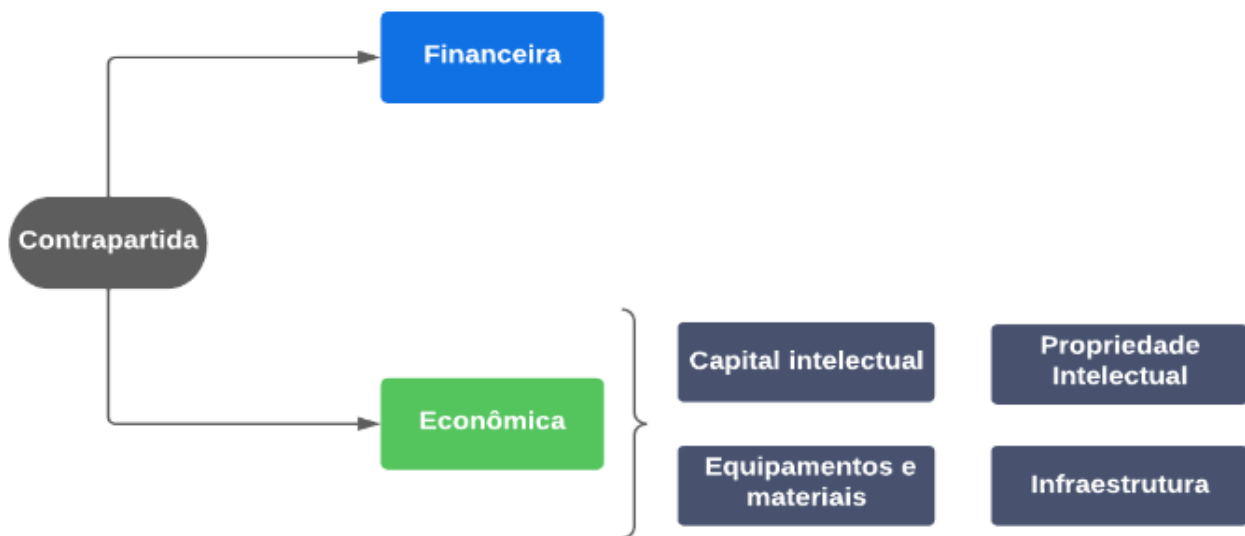 Financeira
Contrapartida
Econômica
Capital intelectual
Propriedade
Intelectual
Equipamentos e
materiais
Infraestrutura